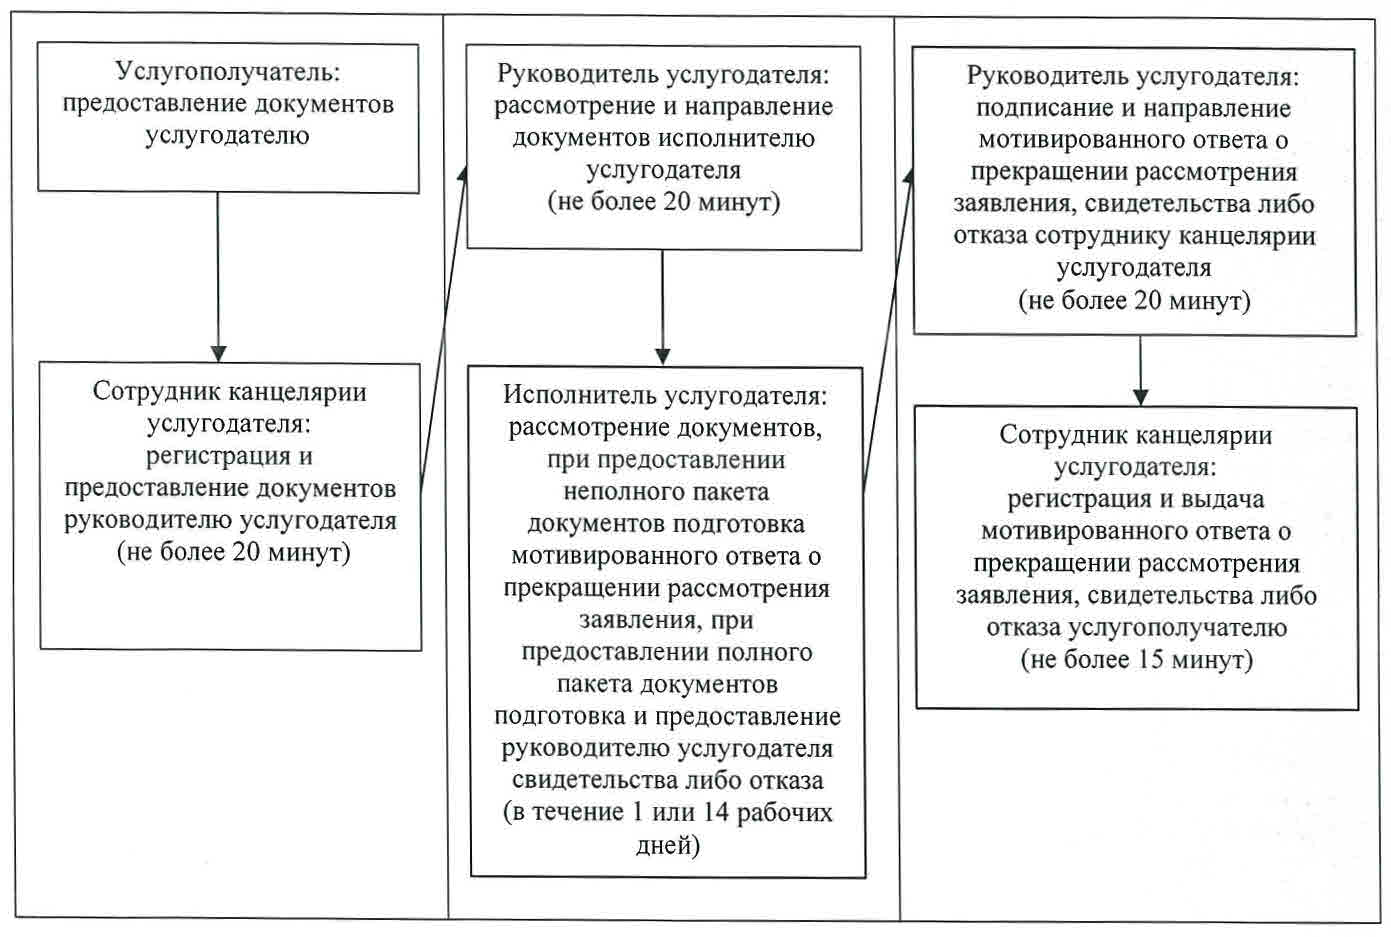 Услугополучатель:
предоставление документов
услугодателю
Сотрудник канцелярии
услугодателя:
регистрация и
предоставление документов
руководителю услугодателя
(не более 20 минут)
Руководитель услугодателя:
рассмотрение и направление
документов исполнителю
услугодателя
(не более 20 минут)
Исполнитель услугодателя:
рассмотрение документов,
при предоставлении
неполного пакета
документов подготовка
мотивированного ответа о
прекращении рассмотрения
заявления, при
предоставлении полного
пакета документов
подготовка и предоставление
руководителю услугодателя
свидетельства либо отказа
(в течение 1 или 14 рабочих
дней)
Руководитель услугодателя:
подписание и направление
мотивированного ответа о
прекращении рассмотрения
заявления, свидетельства либо
отказа сотруднику канцелярии
услугодателя
(не более 20 минут)
Сотрудник канцелярии
услугодателя:
регистрация и выдача
мотивированного ответа о
прекращении рассмотрения
заявления, свидетельства либо
отказа услугополучателю
(не более 15 минут)